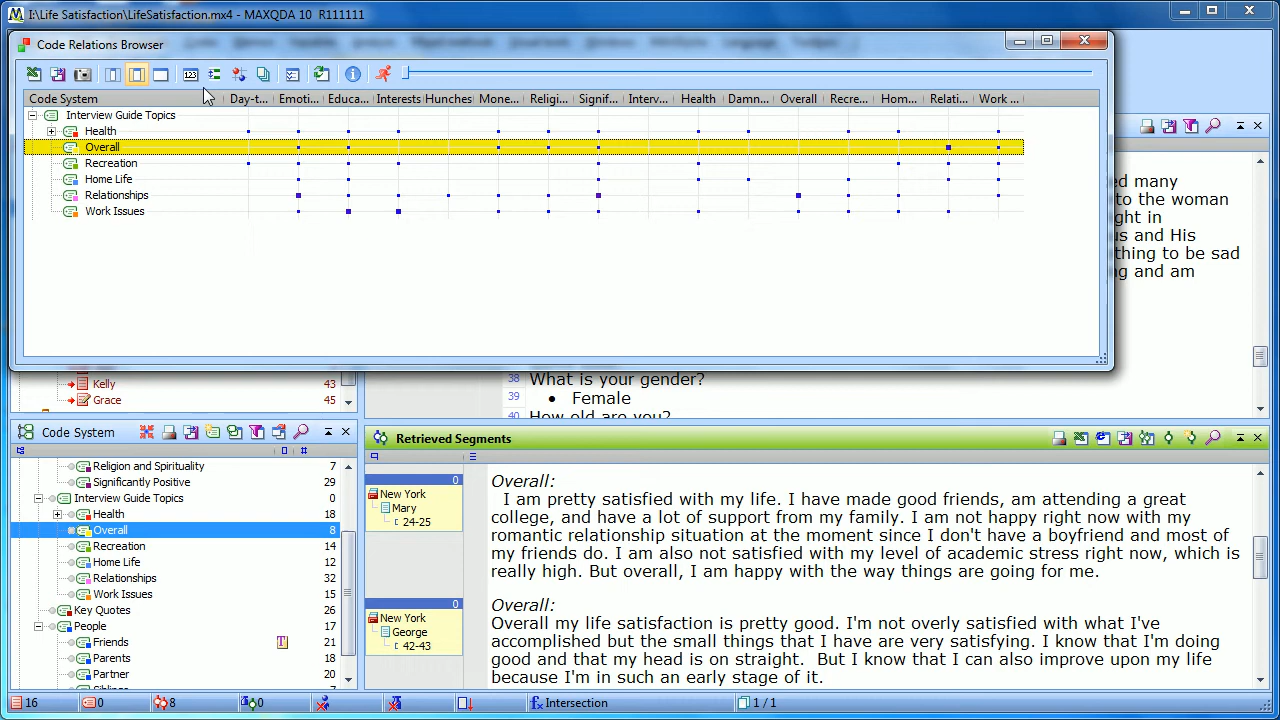 I:\Life Satisfaction\LifeSatisfaction.mx4 - MAXQDA 10 R111111
Code Relations Browser
123
Code System Day-t... Emoti... Educa... Interests Hunches Mone... Religi... Signif... Interv... Health Damn... Overall Recre... Hom... Relati... Work ...
Interview Guide Topics
Health
Overall
Recreation
Home Life
Relationships
Work Issues
ed many
to the woman
ght in
us and His
thing to be sad
g and am
Kelly 43
Grace 45
38 What is your gender?
39 • Female
40 How old are you?
Code System
Religion and Spirituality 7
Significantly Positive 29
Interview Guide Topics 0
Health 18
Overall 8
Recreation 14
Home Life 12
Relationships 32
Work Issues 15
Key Quotes 9
People 17
Friends 21
Parents 18
Partner 20
Retrieved Segments
0
New York
Mary
24-25
Overall:
I am pretty satisfied with my life. I have made good friends, am attending a great
college, and have a lot of support from my family. I am not happy right now with my
romantic relationship situation at the moment since I don't have a boyfriend and most of
my friends do. I am also not satisfied with my level of academic stress right now, which is
really high. But overall, I am happy with the way things are going for me.
0
New York
George
42-43
Overall:
Overall my life satisfaction is pretty good. I'm not overly satisfied with what I've
accomplished but the small things that I have are very satisfying. I know that I'm doing
good and that my head is on straight. But I know that I can also improve upon my life
because I'm in such an early stage of it.
16 0 8 0 Intersection 1 / 1